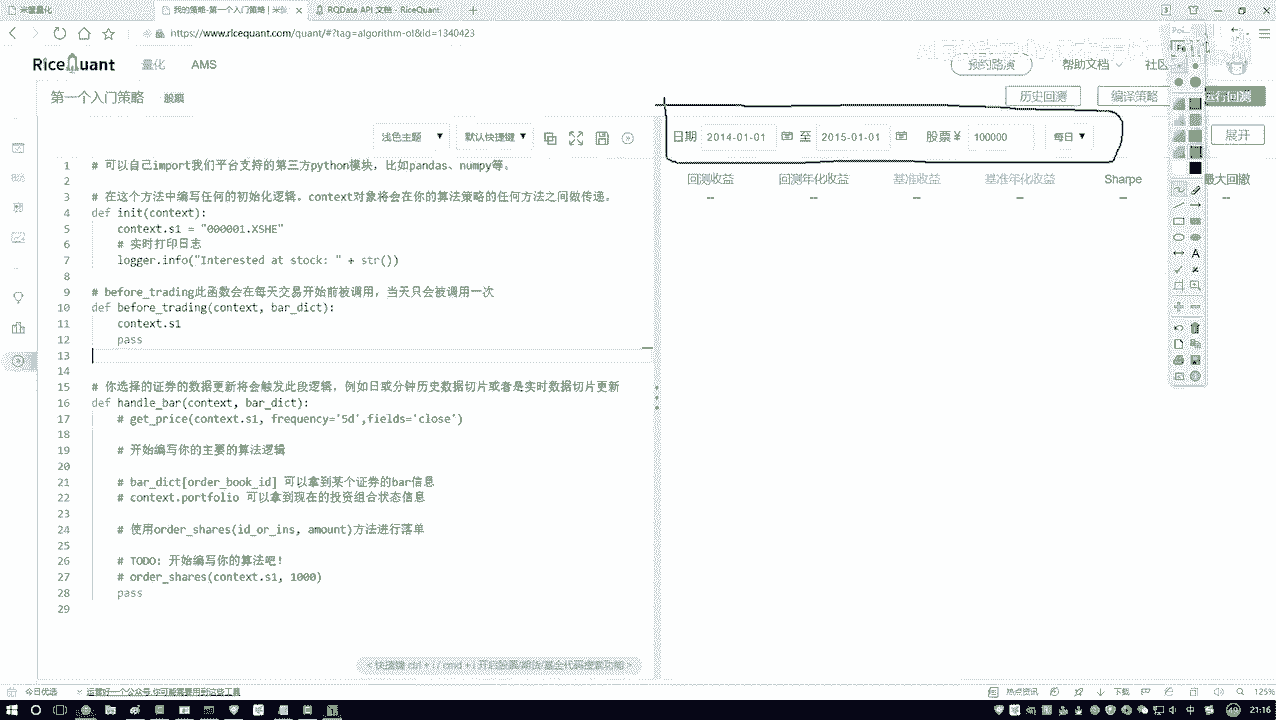 米筐量化
我的策略-第一个入门策略 | 米筐
RQData API 文档 - RiceQuant
https://www.ricequant.com/quant/#?tag=algorithm-ol&id=1340423
RiceQuant 量化 AMS 预约路演 帮助文档 社区
第一个入门策略 股票 历史回测 编译策略 运行回测
浅色主题 默认快捷键 日期 2014-01-01 至 2015-01-01 股票¥ 100000 每日 展开
回测收益 回测年化收益 基准收益 基准年化收益 Sharpe 最大回撤
-- -- -- -- -- --
1 # 可以自己import我们平台支持的第三方python模块，比如pandas、numpy等。
2
3 # 在这个方法中编写任何的初始化逻辑。context对象将会在你的算法策略的任何方法之间做传递。
4 def init(context):
5 context.s1 = "000001.XSHE"
6 # 实时打印日志
7 logger.info("Interested at stock: " + str())
8
9 # before_trading此函数会在每天交易开始前被调用，当天只会被调用一次
10 def before_trading(context, bar_dict):
11 context.s1
12 pass
13
14
15 # 你选择的证券的数据更新将会触发此段逻辑，例如日或分钟历史数据切片或者是实时数据切片更新
16 def handle_bar(context, bar_dict):
17 # get_price(context.s1, frequency='5d',fields='close')
18
19 # 开始编写你的主要的算法逻辑
20
21 # bar_dict[order_book_id] 可以拿到某个证券的bar信息
22 # context.portfolio 可以拿到现在的投资组合状态信息
23
24 # 使用order_shares(id_or_ins, amount)方法进行落单
25
26 # TODO: 开始编写你的算法吧！
27 # order_shares(context.s1, 1000)
28 pass
29
今日优选 运营好一个公众号,你可能需要用到这些工具 热点资讯 下载 125%
中 21:16